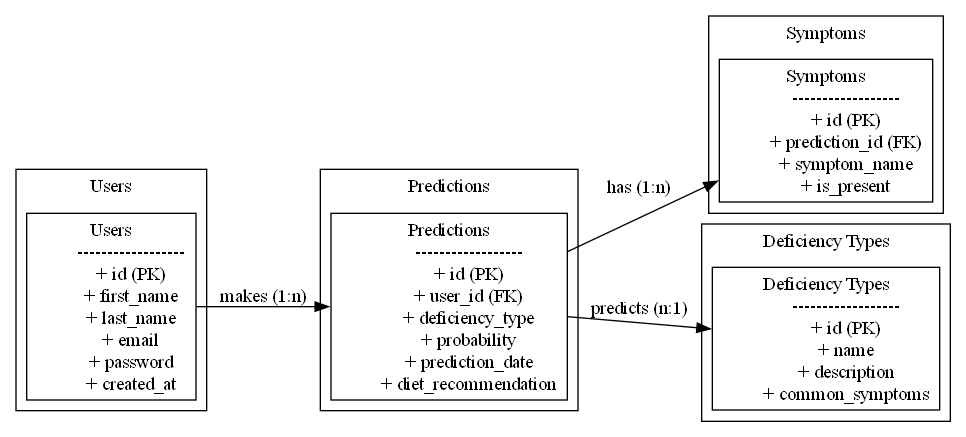 Users
Users
--------------------
+ id (PK)
+ first_name
+ last_name
+ email
+ password
+ created_at
makes (1:n)
Predictions
Predictions
--------------------
+ id (PK)
+ user_id (FK)
+ deficiency_type
+ probability
+ prediction_date
+ diet_recommendation
has (1:n)
predicts (n:1)
Symptoms
Symptoms
--------------------
+ id (PK)
+ prediction_id (FK)
+ symptom_name
+ is_present
Deficiency Types
Deficiency Types
--------------------
+ id (PK)
+ name
+ description
+ common_symptoms